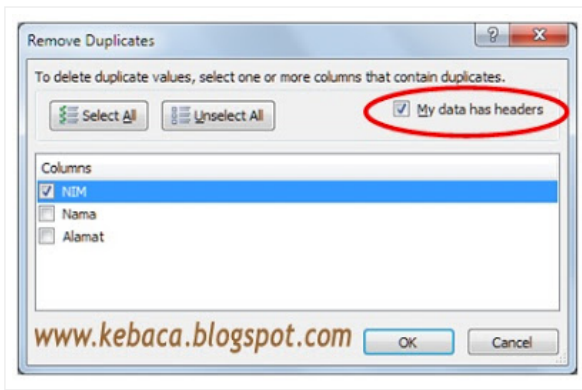 Remove Duplicates
To delete duplicate values, select one or more columns that contain duplicates.
Select All
Unselect All
My data has headers
Columns
NIM
Nama
Alamat
www.kebaca.blogspot.com
OK
Cancel